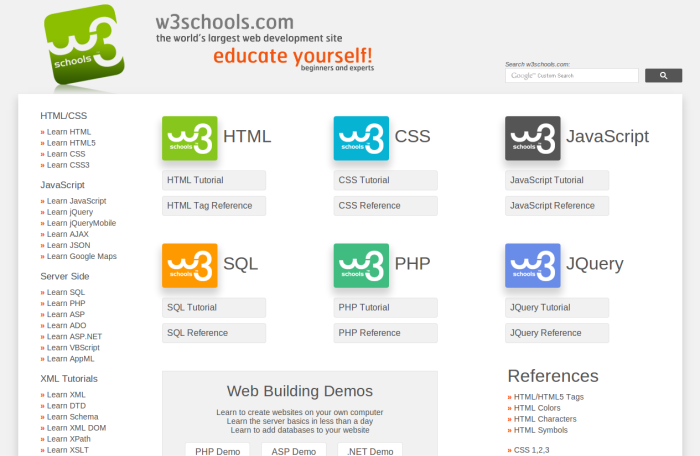 w3schools.com
the world's largest web development site
educate yourself!
beginners and experts
w3
schools
Search w3schools.com:
Google™ Custom Search
HTML/CSS
» Learn HTML
» Learn HTML5
» Learn CSS
» Learn CSS3
JavaScript
» Learn JavaScript
» Learn jQuery
» Learn jQueryMobile
» Learn AJAX
» Learn JSON
» Learn Google Maps
Server Side
» Learn SQL
» Learn PHP
» Learn ASP
» Learn ADO
» Learn ASP.NET
» Learn VBScript
» Learn AppML
XML Tutorials
» Learn XML
» Learn DTD
» Learn Schema
» Learn XML DOM
» Learn XPath
» Learn XSLT
w3 schools HTML
HTML Tutorial
HTML Tag Reference
w3 schools CSS
CSS Tutorial
CSS Reference
w3 schools JavaScript
JavaScript Tutorial
JavaScript Reference
w3 schools SQL
SQL Tutorial
SQL Reference
w3 schools PHP
PHP Tutorial
PHP Reference
w3 schools JQuery
JQuery Tutorial
JQuery Reference
Web Building Demos
Learn to create websites on your own computer
Learn the server basics in less than a day
Learn to add databases to your website
PHP Demo
ASP Demo
.NET Demo
References
» HTML/HTML5 Tags
» HTML Colors
» HTML Characters
» HTML Symbols
» CSS 1,2,3